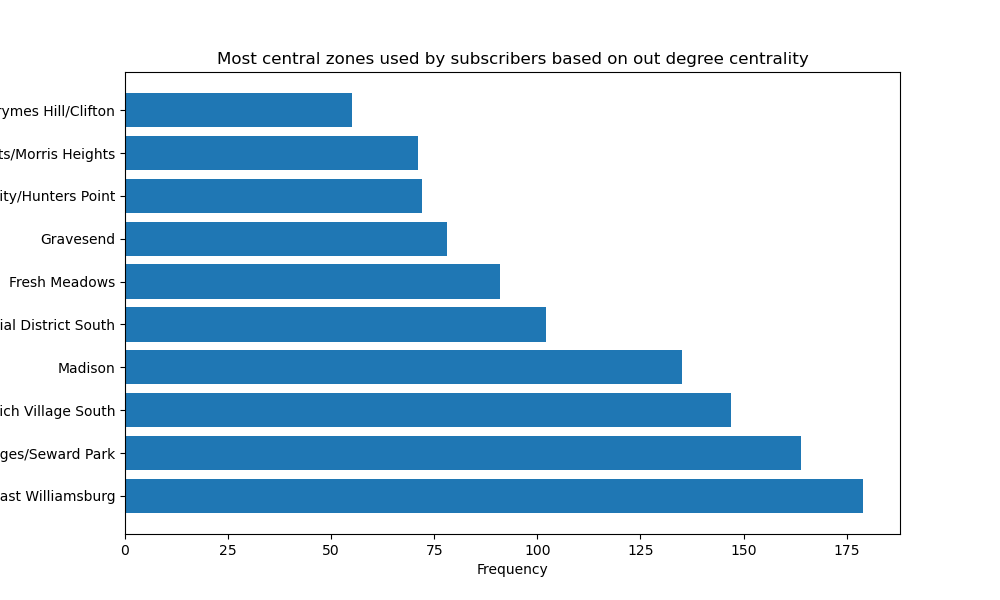 Most central zones used by subscribers based on out degree centrality
rymes Hill/Clifton
ts/Morris Heights
ity/Hunters Point
Gravesend
Fresh Meadows
ial District South
Madison
ich Village South
ges/Seward Park
ast Williamsburg
0 25 50 75 100 125 150 175
Frequency